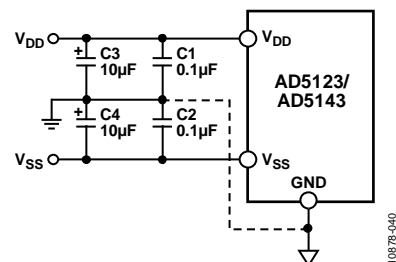 VDD
+ C3
10µF
C1
0.1µF
VDD
AD5123/
AD5143
+ C4
10µF
C2
0.1µF
VSS
VSS
GND
10878-040